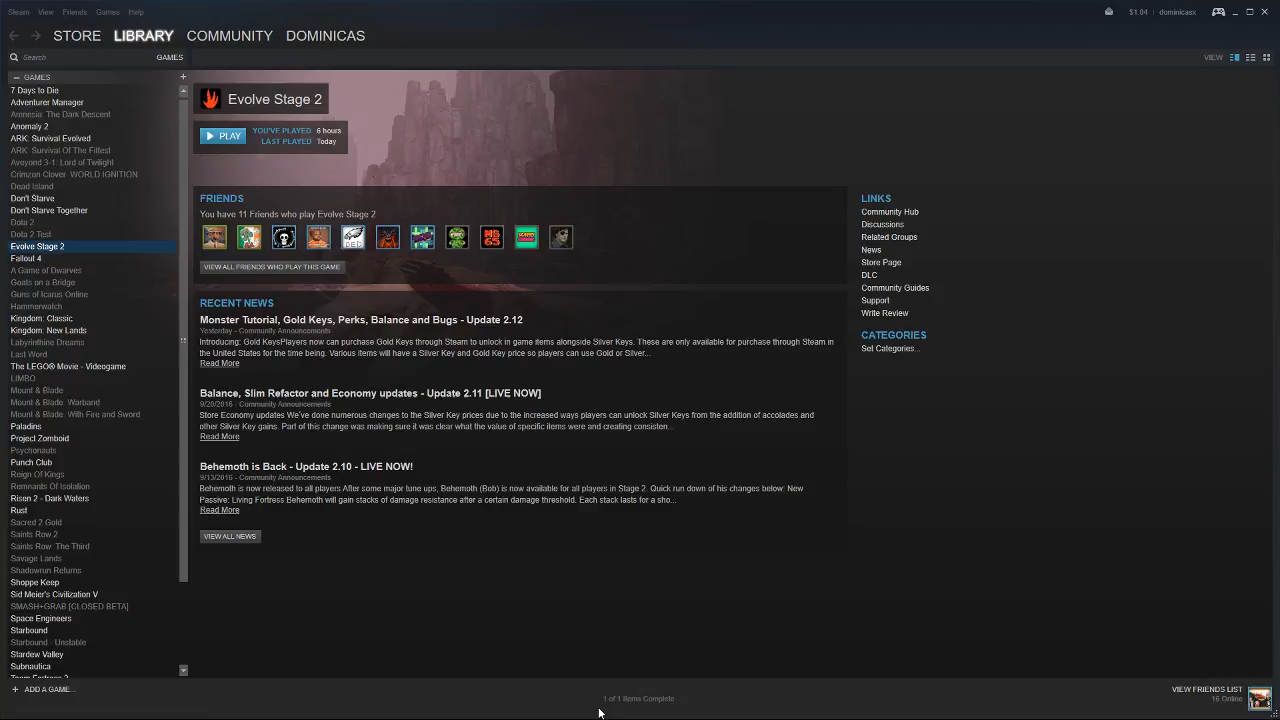 Steam View Friends Games Help
$1.04 dominicasx
STORE LIBRARY COMMUNITY DOMINICAS
Search GAMES
VIEW
– GAMES +
7 Days to Die
Adventurer Manager
Amnesia: The Dark Descent
Anomaly 2
ARK: Survival Evolved
ARK: Survival Of The Fittest
Aveyond 3-1: Lord of Twilight
Crimzon Clover WORLD IGNITION
Dead Island
Don't Starve
Don't Starve Together
Dota 2
Dota 2 Test
Evolve Stage 2
Fallout 4
A Game of Dwarves
Goats on a Bridge
Guns of Icarus Online
Hammerwatch
Kingdom: Classic
Kingdom: New Lands
Labyrinthine Dreams
Last Word
The LEGO® Movie - Videogame
LIMBO
Mount & Blade
Mount & Blade: Warband
Mount & Blade: With Fire and Sword
Paladins
Project Zomboid
Psychonauts
Punch Club
Reign Of Kings
Remnants Of Isolation
Risen 2 - Dark Waters
Rust
Sacred 2 Gold
Saints Row 2
Saints Row: The Third
Savage Lands
Shadowrun Returns
Shoppe Keep
Sid Meier's Civilization V
SMASH+GRAB [CLOSED BETA]
Space Engineers
Starbound
Starbound - Unstable
Stardew Valley
Subnautica
Team Fortress 2
+ ADD A GAME...
Evolve Stage 2
PLAY
YOU'VE PLAYED 6 hours
LAST PLAYED Today
FRIENDS
You have 11 Friends who play Evolve Stage 2
VIEW ALL FRIENDS WHO PLAY THIS GAME
RECENT NEWS
Monster Tutorial, Gold Keys, Perks, Balance and Bugs - Update 2.12
Yesterday - Community Announcements
Introducing: Gold KeysPlayers now can purchase Gold Keys through Steam to unlock in game items alongside Silver Keys. These are only available for purchase through Steam in
the United States for the time being. Various items will have a Silver Key and Gold Key price so players can use Gold or Silver...
Read More
Balance, Slim Refactor and Economy updates - Update 2.11 [LIVE NOW]
9/20/2016 - Community Announcements
Store Economy updates We've done numerous changes to the Silver Key prices due to the increased ways players can unlock Silver Keys from the addition of accolades and
other Silver Key gains. Part of this change was making sure it was clear what the value of specific items were and creating consisten...
Read More
Behemoth is Back - Update 2.10 - LIVE NOW!
9/13/2016 - Community Announcements
Behemoth is now released to all players After some major tune ups, Behemoth (Bob) is now available for all players in Stage 2. Quick run down of his changes below: New
Passive: Living Fortress Behemoth will gain stacks of damage resistance after a certain damage threshold. Each stack lasts for a sho...
Read More
VIEW ALL NEWS
LINKS
Community Hub
Discussions
Related Groups
News
Store Page
DLC
Community Guides
Support
Write Review
CATEGORIES
Set Categories...
1 of 1 Items Complete
VIEW FRIENDS LIST
16 Online